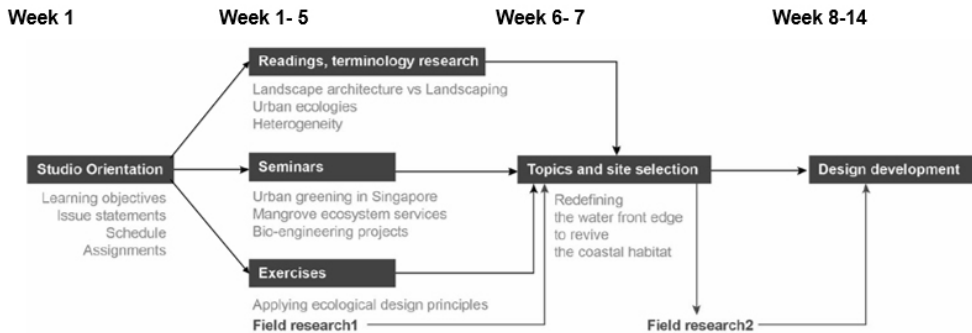 Week 1
Week 1- 5
Week 6- 7
Week 8-14
Readings, terminology research
Landscape architecture vs Landscaping
Urban ecologies
Heterogeneity
Studio Orientation
Learning objectives
Issue statements
Schedule
Assignments
Seminars
Urban greening in Singapore
Mangrove ecosystem services
Bio-engineering projects
Exercises
Applying ecological design principles
Field research1
Topics and site selection
Redefining
the water front edge
to revive
the coastal habitat
Field research2
Design development